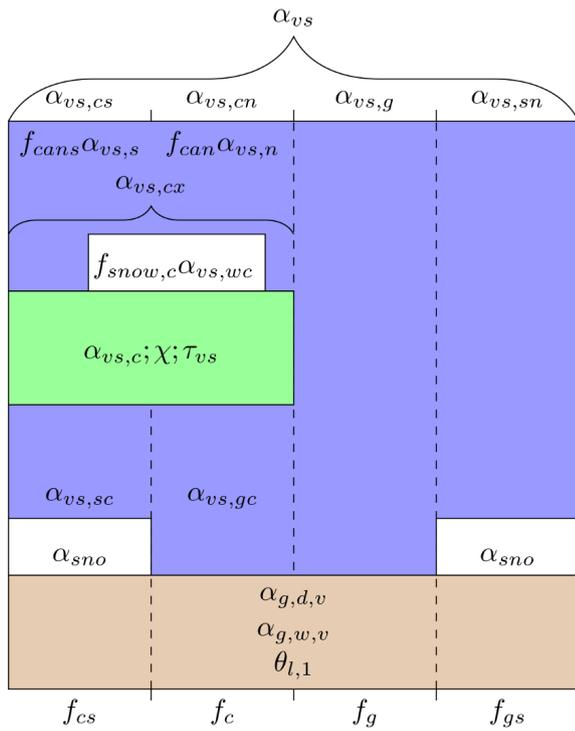 α_{vs}
α_{vs,cs} α_{vs,cn} α_{vs,g} α_{vs,sn}
f_{cans}α_{vs,s} f_{can}α_{vs,n}
α_{vs,cx}
f_{snow,c}α_{vs,wc}
α_{vs,c}; χ; τ_{vs}
α_{vs,sc} α_{vs,gc}
α_{sno} α_{sno}
α_{g,d,v}
α_{g,w,v}
θ_{l,1}
f_{cs} f_c f_g f_{gs}